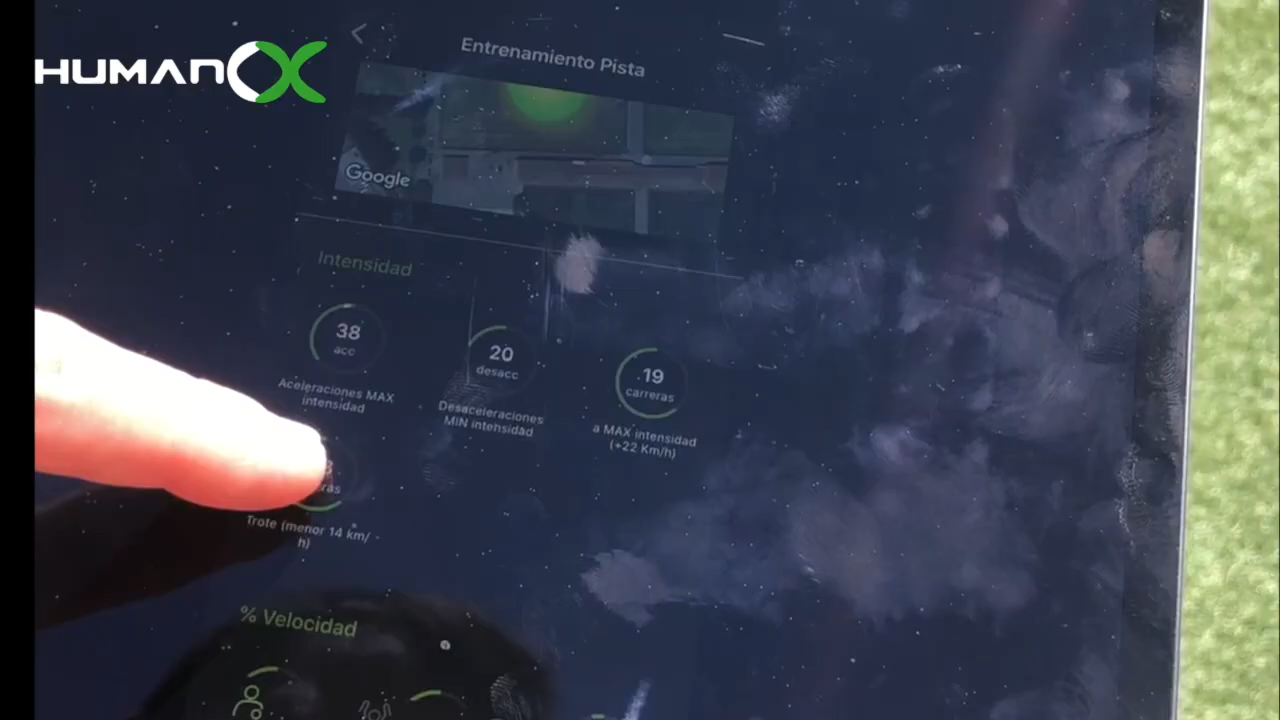 HUMANOX
Entrenamiento Pista
Google
Intensidad
38
acc
Aceleraciones MAX
intensidad
20
desacc
Desaceleraciones
MIN intensidad
19
carreras
a MAX intensidad
(+22 Km/h)
Trote (menor 14 km/
h)
% Velocidad